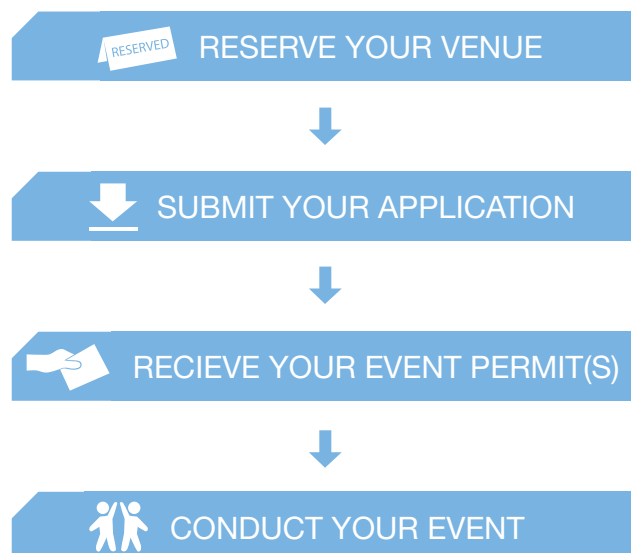 RESERVED
RESERVE YOUR VENUE
SUBMIT YOUR APPLICATION
RECIEVE YOUR EVENT PERMIT(S)
CONDUCT YOUR EVENT